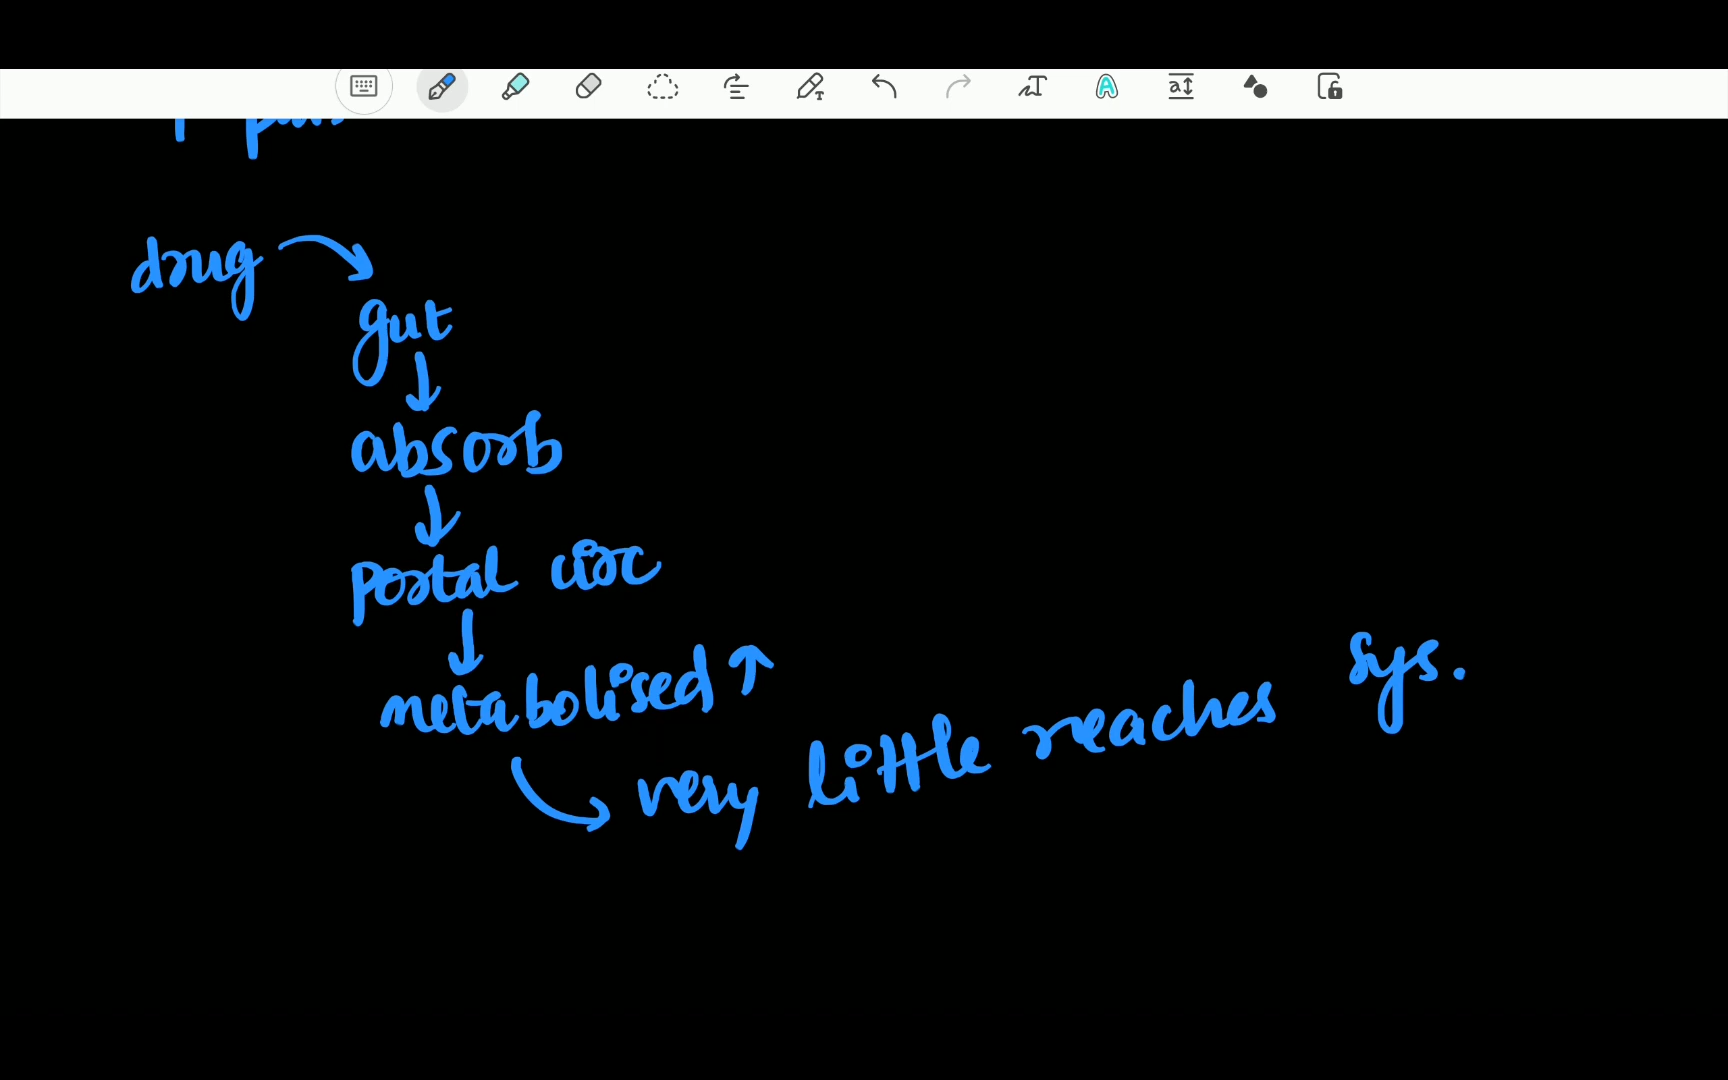 drug
gut
absorb
portal circ
metabolised ↑
very little reaches sys.